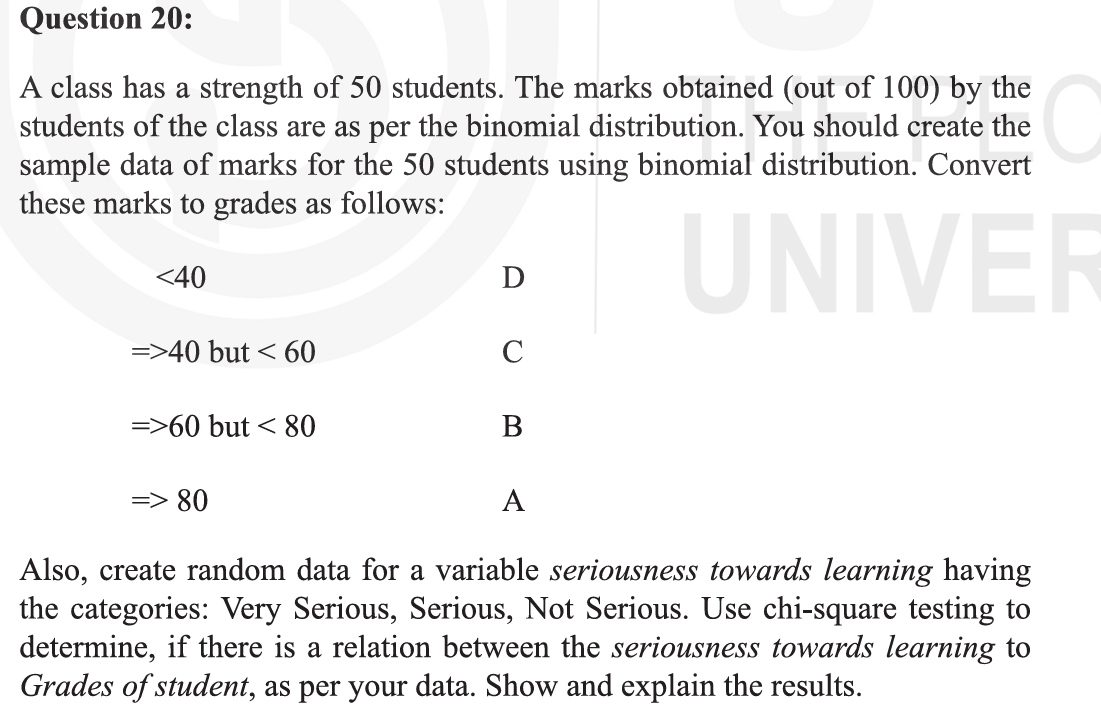 Question 20:
A class has a strength of 50 students. The marks obtained (out of 100) by the
students of the class are as per the binomial distribution. You should create the
sample data of marks for the 50 students using binomial distribution. Convert
these marks to grades as follows:
<40 D
=>40 but < 60 C
=>60 but < 80 B
=> 80 A
Also, create random data for a variable seriousness towards learning having
the categories: Very Serious, Serious, Not Serious. Use chi-square testing to
determine, if there is a relation between the seriousness towards learning to
Grades of student, as per your data. Show and explain the results.